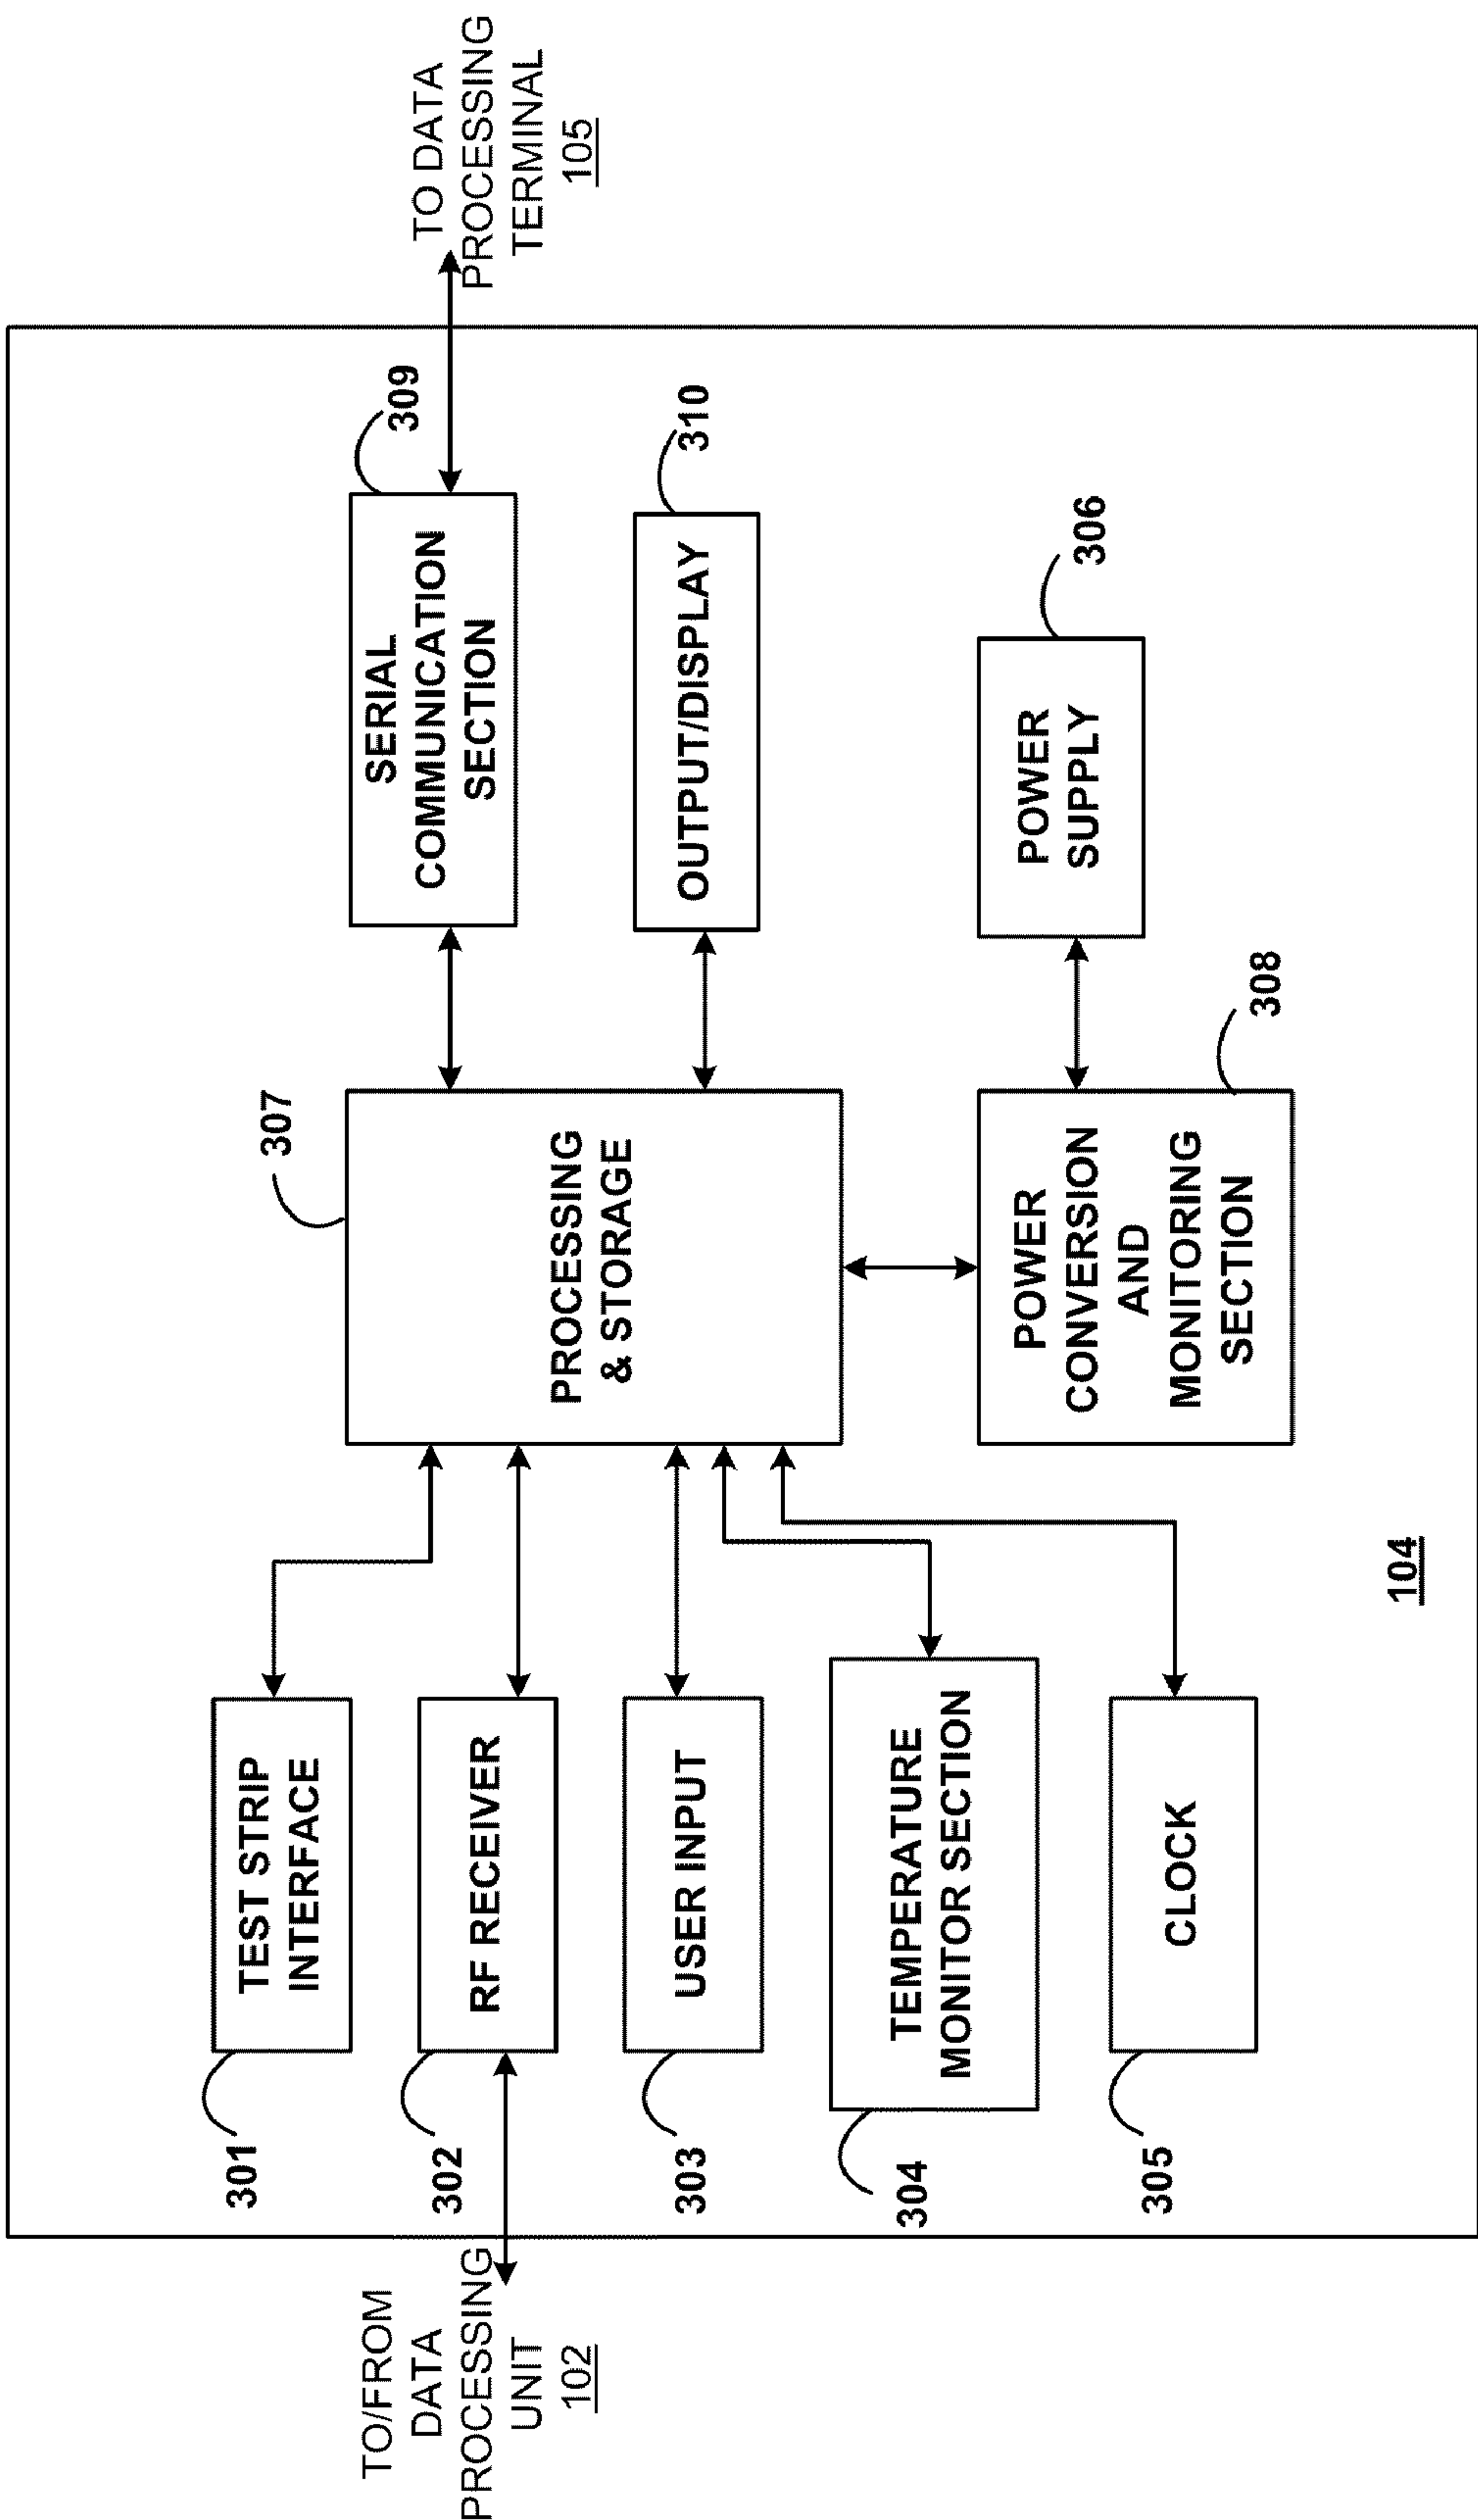 TO/FROM
DATA
PROCESSING
UNIT
102
301
TEST STRIP
INTERFACE
302
RF RECEIVER
303
USER INPUT
304
TEMPERATURE
MONITOR SECTION
305
CLOCK
307
PROCESSING
& STORAGE
POWER
CONVERSION
AND
MONITORING
SECTION
308
309
SERIAL
COMMUNICATION
SECTION
310
OUTPUT/DISPLAY
306
POWER
SUPPLY
104
TO DATA
PROCESSING
TERMINAL
105